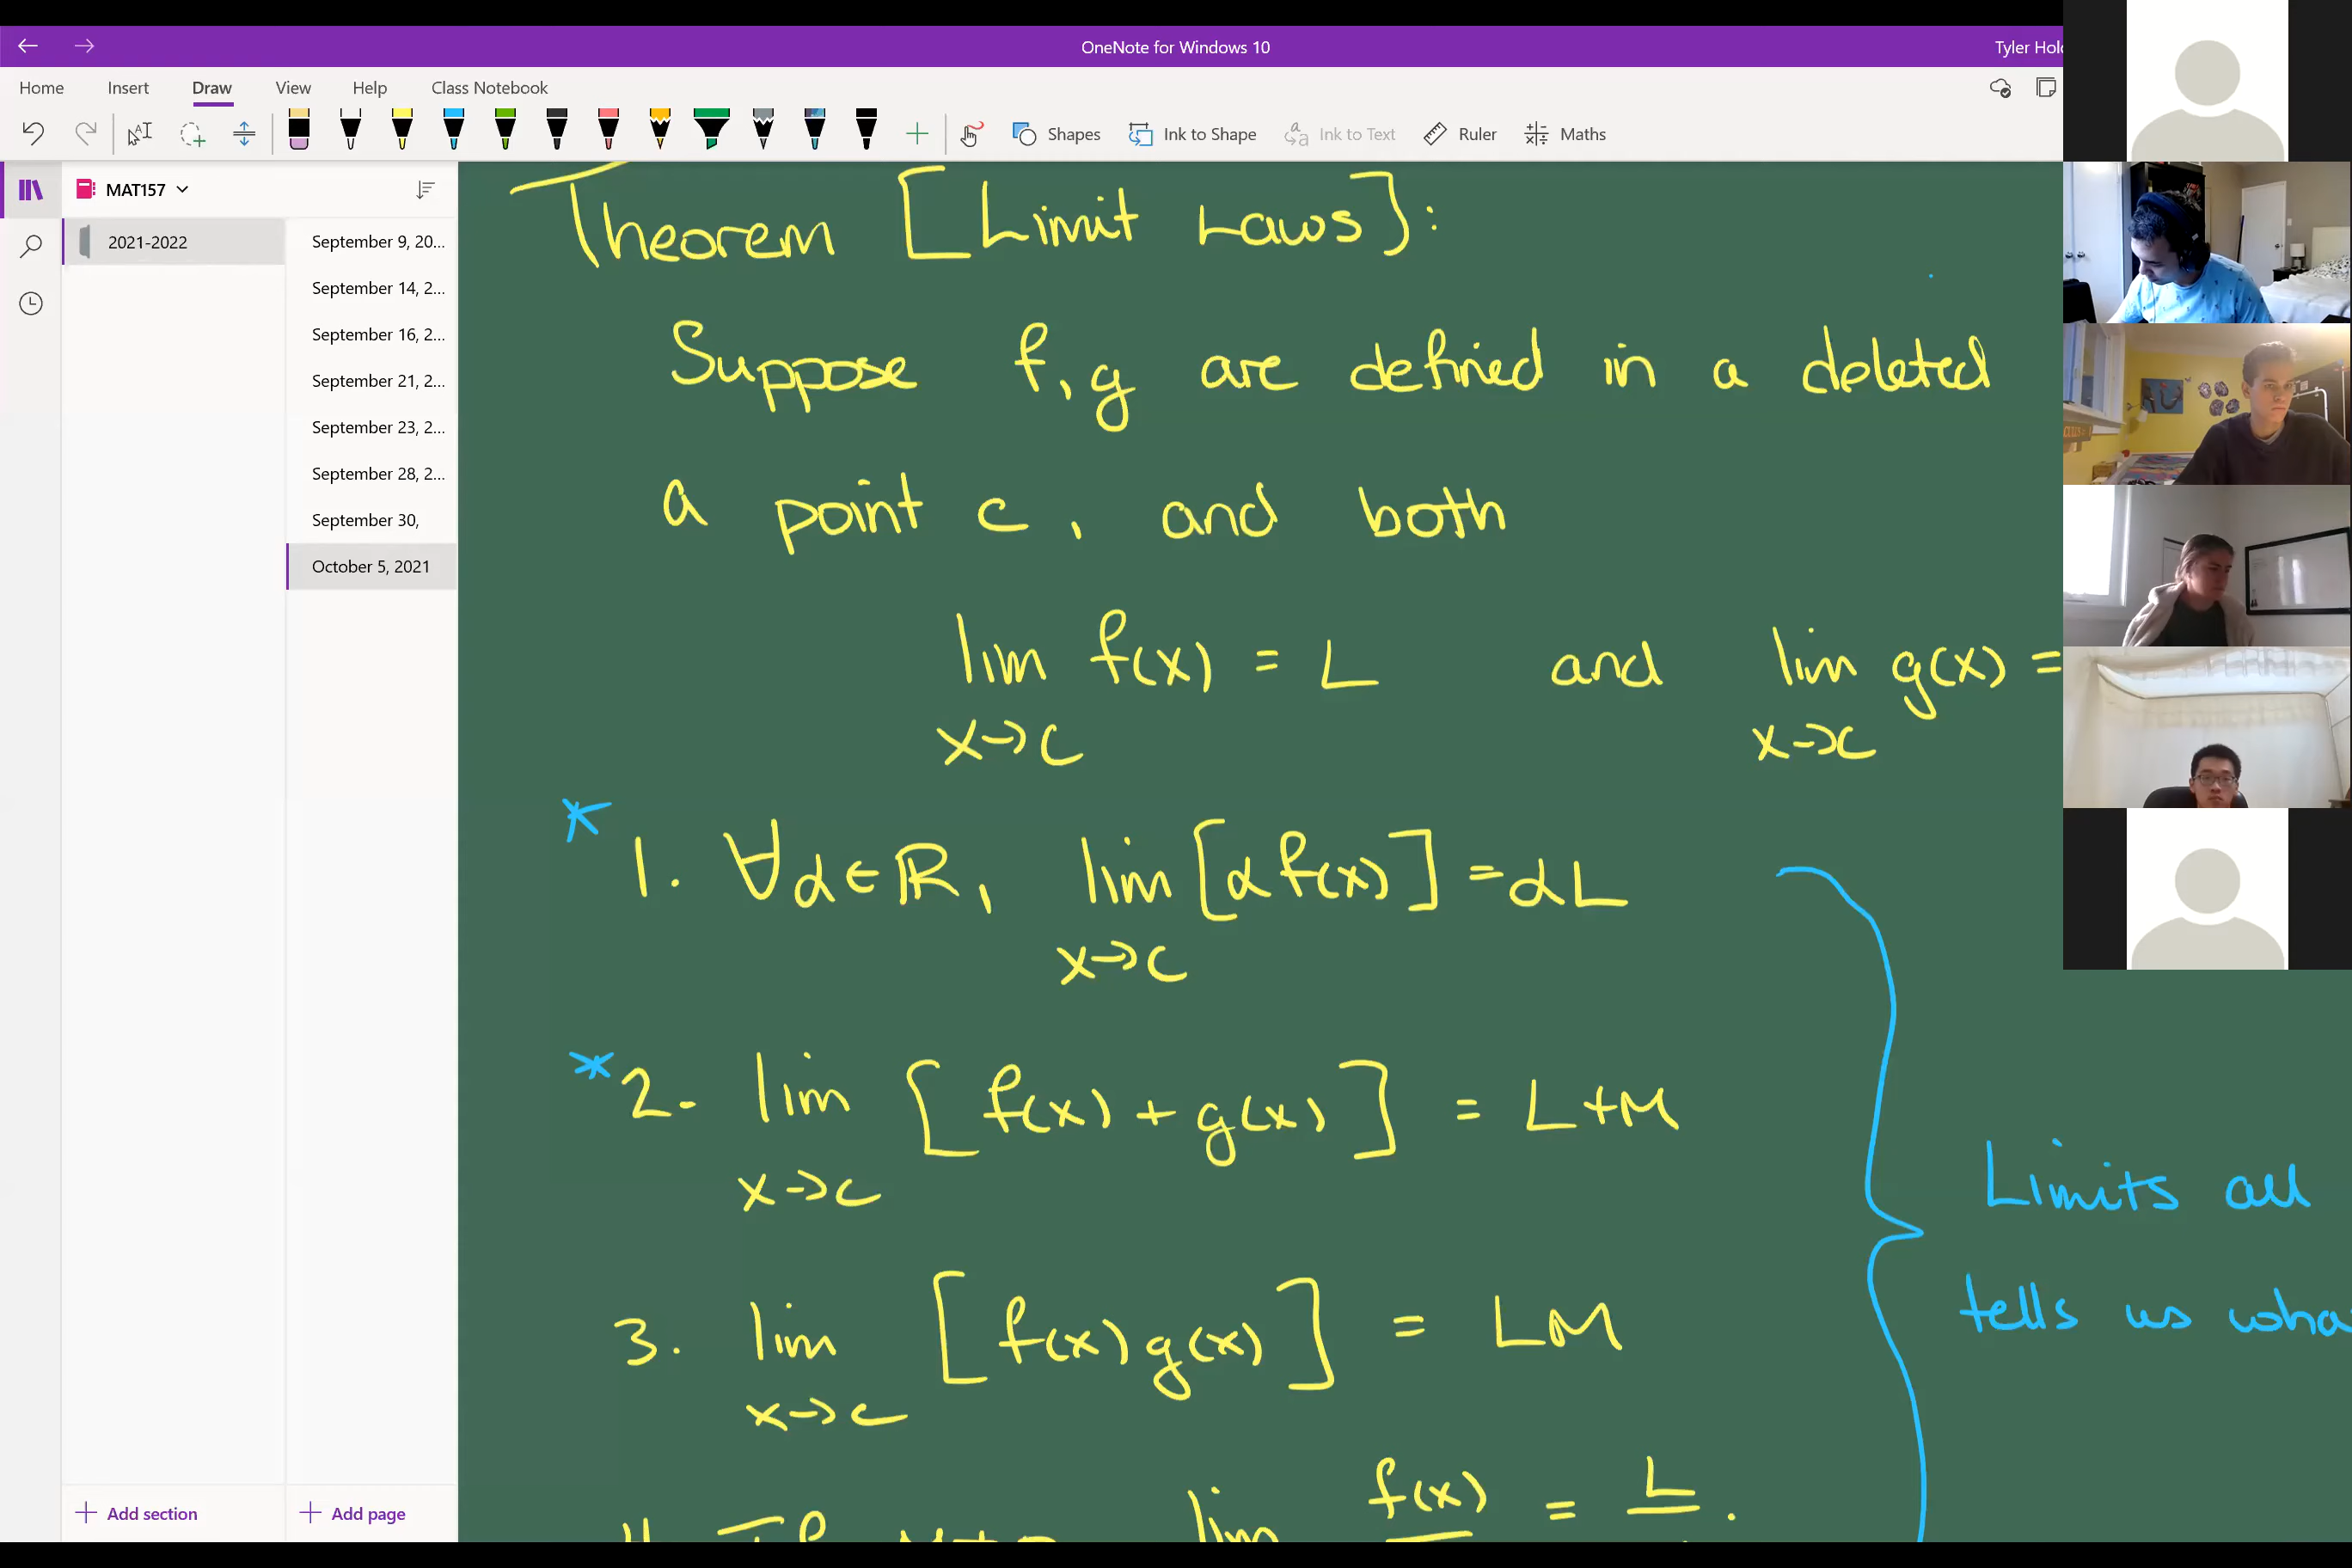 OneNote for Windows 10
Tyler Hol
Home Insert Draw View Help Class Notebook
Shapes Ink to Shape Ink to Text Ruler Maths
MAT157
2021-2022
September 9, 20...
September 14, 2...
September 16, 2...
September 21, 2...
September 23, 2...
September 28, 2...
September 30,
October 5, 2021
Add section
Add page
Theorem [Limit Laws]:
Suppose f, g are defined in a deleted
a point c, and both
lim f(x) = L and lim g(x) =
x→c x→c
* 1. ∀α∈ℝ, lim [αf(x)] = αL
x→c
* 2. lim [f(x) + g(x)] = L+M
x→c
3. lim [f(x) g(x)] = LM
x→c
lim f(x) = L .
Limits all
tells us wha